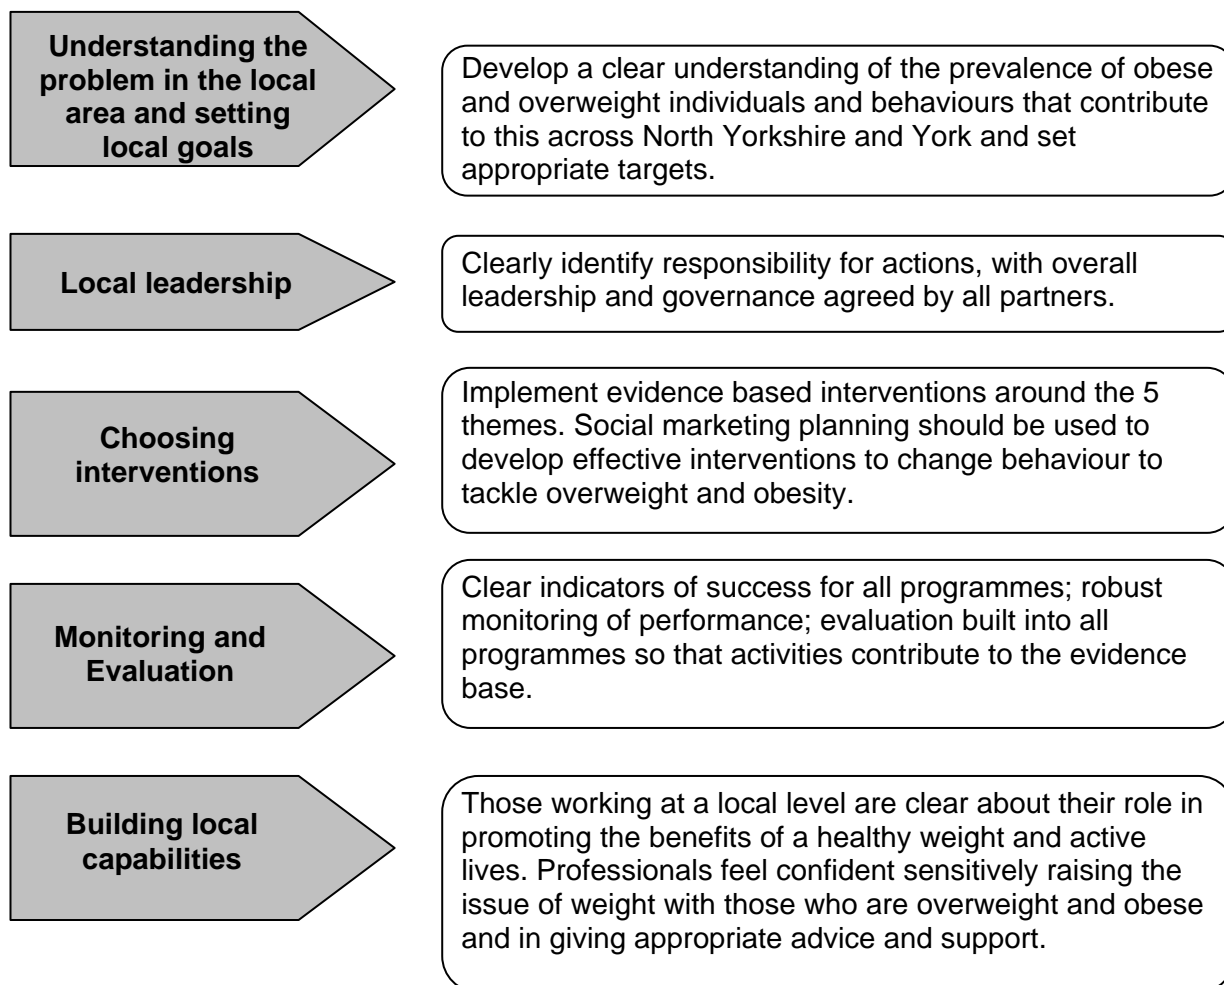 Understanding the
problem in the local
area and setting
local goals
Develop a clear understanding of the prevalence of obese
and overweight individuals and behaviours that contribute
to this across North Yorkshire and York and set
appropriate targets.
Local leadership
Clearly identify responsibility for actions, with overall
leadership and governance agreed by all partners.
Choosing
interventions
Implement evidence based interventions around the 5
themes. Social marketing planning should be used to
develop effective interventions to change behaviour to
tackle overweight and obesity.
Monitoring and
Evaluation
Clear indicators of success for all programmes; robust
monitoring of performance; evaluation built into all
programmes so that activities contribute to the evidence
base.
Building local
capabilities
Those working at a local level are clear about their role in
promoting the benefits of a healthy weight and active
lives. Professionals feel confident sensitively raising the
issue of weight with those who are overweight and obese
and in giving appropriate advice and support.